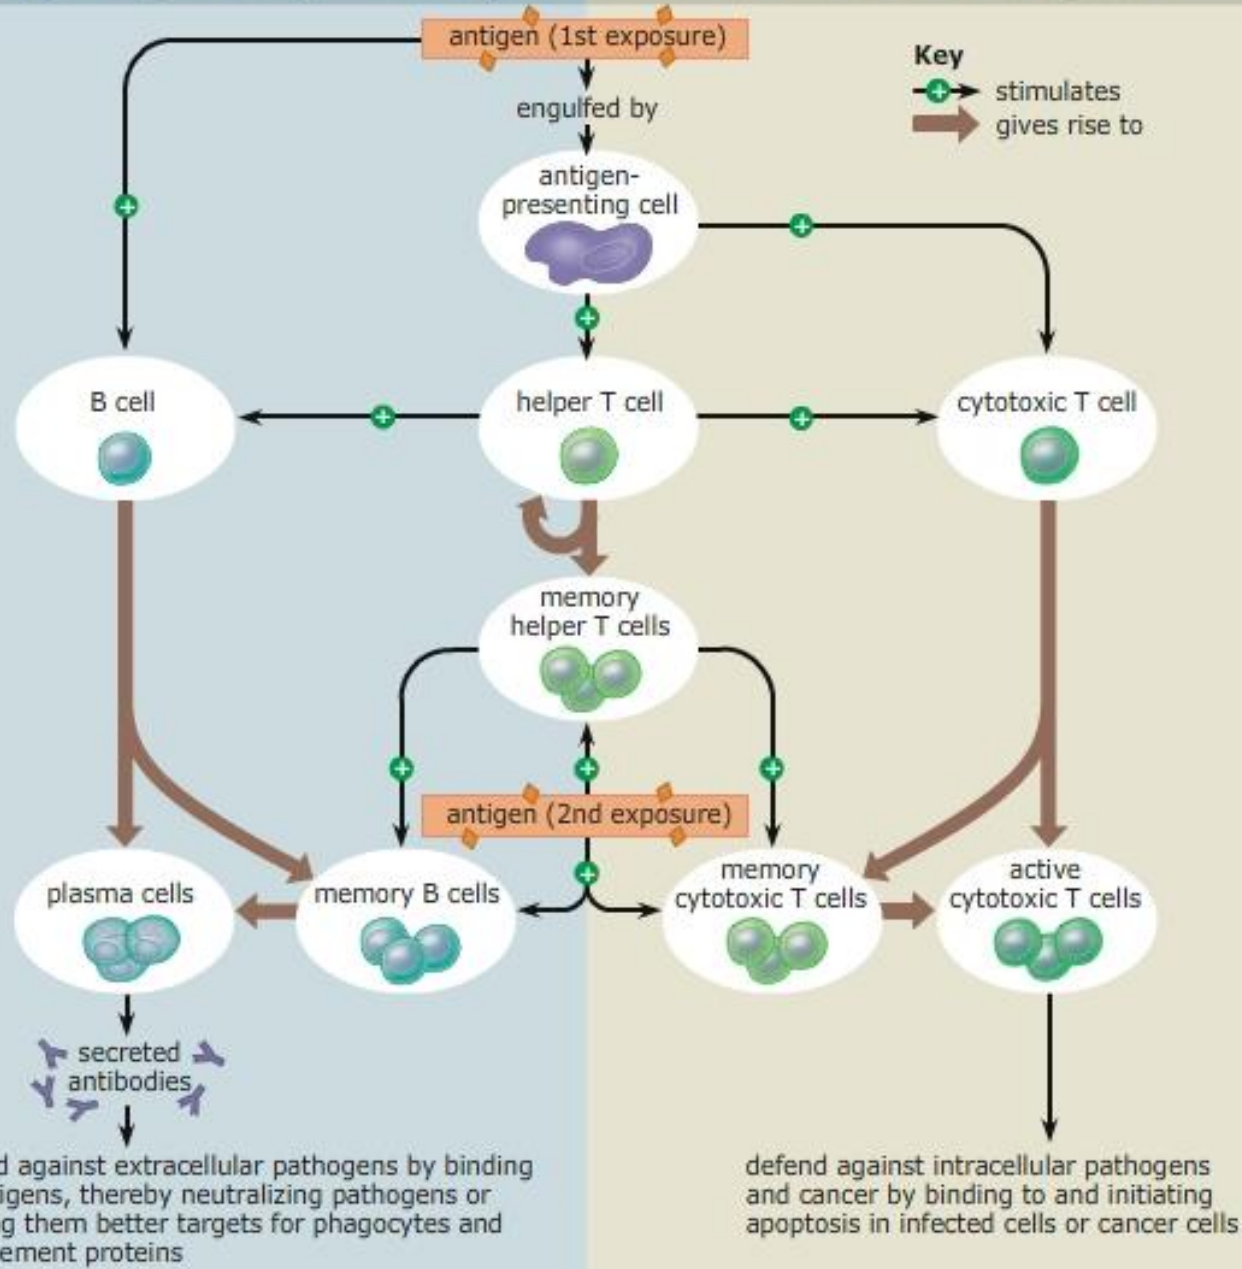 antigen (1st exposure)
Key
stimulates
gives rise to
engulfed by
antigen-
presenting cell
B cell
helper T cell
cytotoxic T cell
memory
helper T cells
antigen (2nd exposure)
plasma cells
memory B cells
memory
cytotoxic T cells
active
cytotoxic T cells
secreted
antibodies
against extracellular pathogens by binding
thereby neutralizing pathogens or
them better targets for phagocytes and
proteins
defend against intracellular pathogens
and cancer by binding to and initiating
apoptosis in infected cells or cancer cells